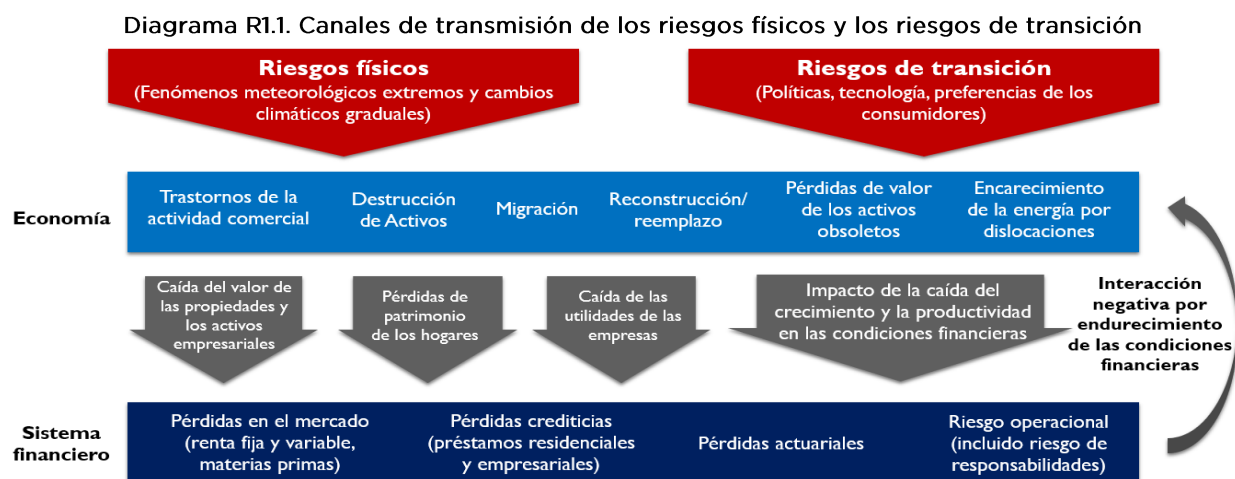 Diagrama R1.1. Canales de transmisión de los riesgos físicos y los riesgos de transición
Riesgos físicos
(Fenómenos meteorológicos extremos y cambios
climáticos graduales)
Riesgos de transición
(Políticas, tecnología, preferencias de los
consumidores)
Economía
Trastornos de la
actividad comercial
Destrucción
de Activos
Migración
Reconstrucción/
reemplazo
Pérdidas de valor
de los activos
obsoletos
Encarecimiento
de la energía por
dislocaciones
Caída del valor de
las propiedades y
los activos
empresariales
Pérdidas de
patrimonio
de los hogares
Caída de las
utilidades de las
empresas
Impacto de la caída del
crecimiento y la productividad
en las condiciones financieras
Interacción
negativa por
endurecimiento
de las condiciones
financieras
Sistema
financiero
Pérdidas en el mercado
(renta fija y variable,
materias primas)
Pérdidas crediticias
(préstamos residenciales
y empresariales)
Pérdidas actuariales
Riesgo operacional
(incluido riesgo de
responsabilidades)